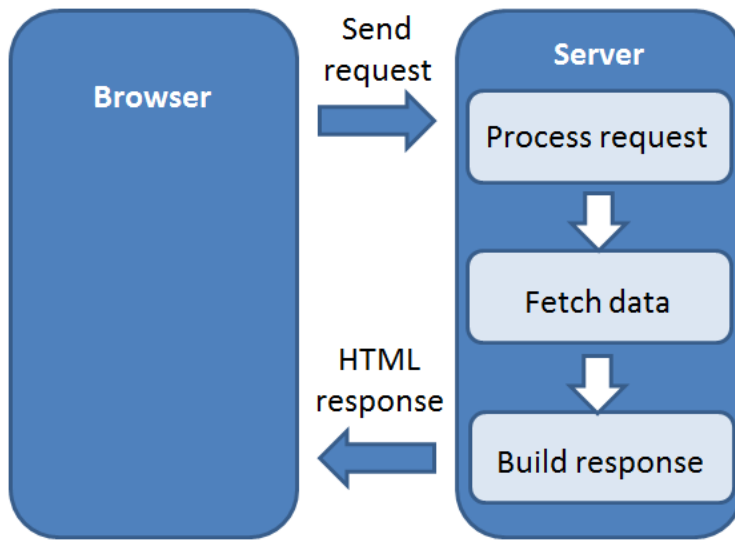 Browser
Send
request
Server
Process request
Fetch data
HTML
response
Build response